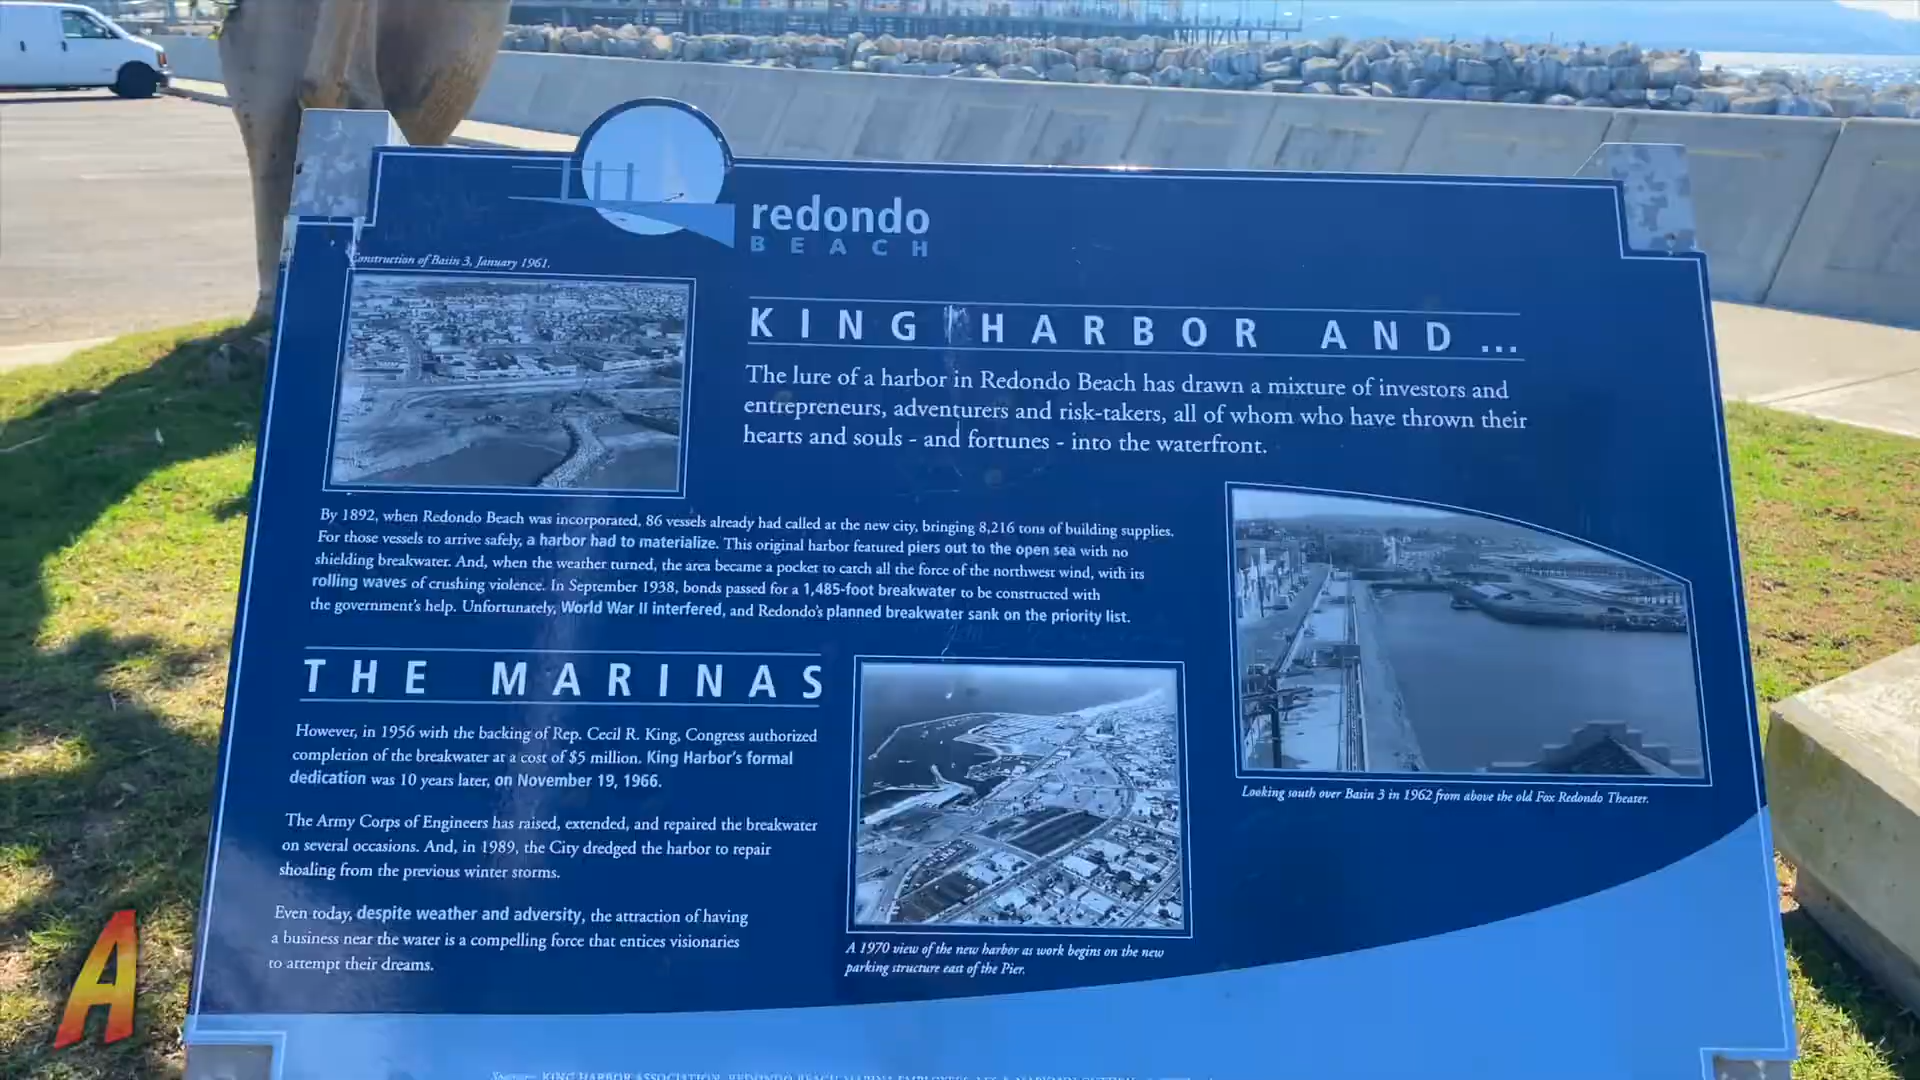 redondo
BEACH
Construction of Basin 3, January 1961.
KING HARBOR AND ...
The lure of a harbor in Redondo Beach has drawn a mixture of investors and
entrepreneurs, adventurers and risk-takers, all of whom who have thrown their
hearts and souls - and fortunes - into the waterfront.
By 1892, when Redondo Beach was incorporated, 86 vessels already had called at the new city, bringing 8,216 tons of building supplies.
For those vessels to arrive safely, a harbor had to materialize. This original harbor featured piers out to the open sea with no
shielding breakwater. And, when the weather turned, the area became a pocket to catch all the force of the northwest wind, with its
rolling waves of crushing violence. In September 1938, bonds passed for a 1,485-foot breakwater to be constructed with
the government's help. Unfortunately, World War II interfered, and Redondo's planned breakwater sank on the priority list.
THE MARINAS
However, in 1956 with the backing of Rep. Cecil R. King, Congress authorized
completion of the breakwater at a cost of $5 million. King Harbor's formal
dedication was 10 years later, on November 19, 1966.
The Army Corps of Engineers has raised, extended, and repaired the breakwater
on several occasions. And, in 1989, the City dredged the harbor to repair
shoaling from the previous winter storms.
Even today, despite weather and adversity, the attraction of having
a business near the water is a compelling force that entices visionaries
to attempt their dreams.
Looking south over Basin 3 in 1962 from above the old Fox Redondo Theater.
A 1970 view of the new harbor as work begins on the new
parking structure east of the Pier.
A
KING HARBOR ASSOCIATION, REDONDO BEACH MARINA EMPLOYEES